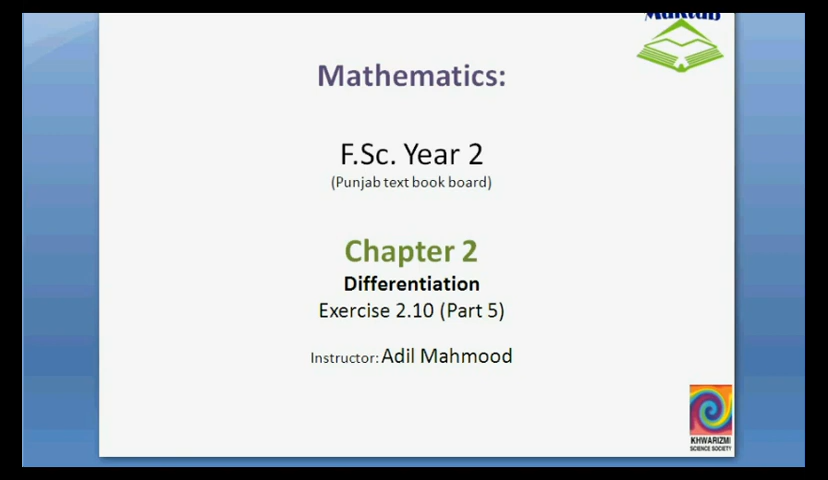 Mathematics:
F.Sc. Year 2
(Punjab text book board)
Chapter 2
Differentiation
Exercise 2.10 (Part 5)
Instructor: Adil Mahmood
KHWARIZMI
SCIENCE SOCIETY